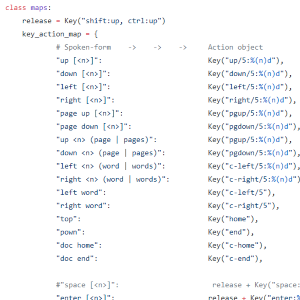 class maps:
release = Key("shift:up, ctrl:up")
key_action_map = {
# Spoken-form -> -> -> Action object
"up [<n>]": Key("up/5:%(n)d"),
"down [<n>]": Key("down/5:%(n)d"),
"left [<n>]": Key("left/5:%(n)d"),
"right [<n>]": Key("right/5:%(n)d"),
"page up [<n>]": Key("pgup/5:%(n)d"),
"page down [<n>]": Key("pgdown/5:%(n)d"),
"up <n> (page | pages)": Key("pgup/5:%(n)d"),
"down <n> (page | pages)": Key("pgdown/5:%(n)d"),
"left <n> (word | words)": Key("c-left/5:%(n)d"),
"right <n> (word | words)": Key("c-right/5:%(n)d"),
"left word": Key("c-left/5"),
"right word": Key("c-right/5"),
"top": Key("home"),
"pown": Key("end"),
"doc home": Key("c-home"),
"doc end": Key("c-end"),
#"space [<n>]": release + Key("space:
"enter [<n>]": release + Key("enter:%